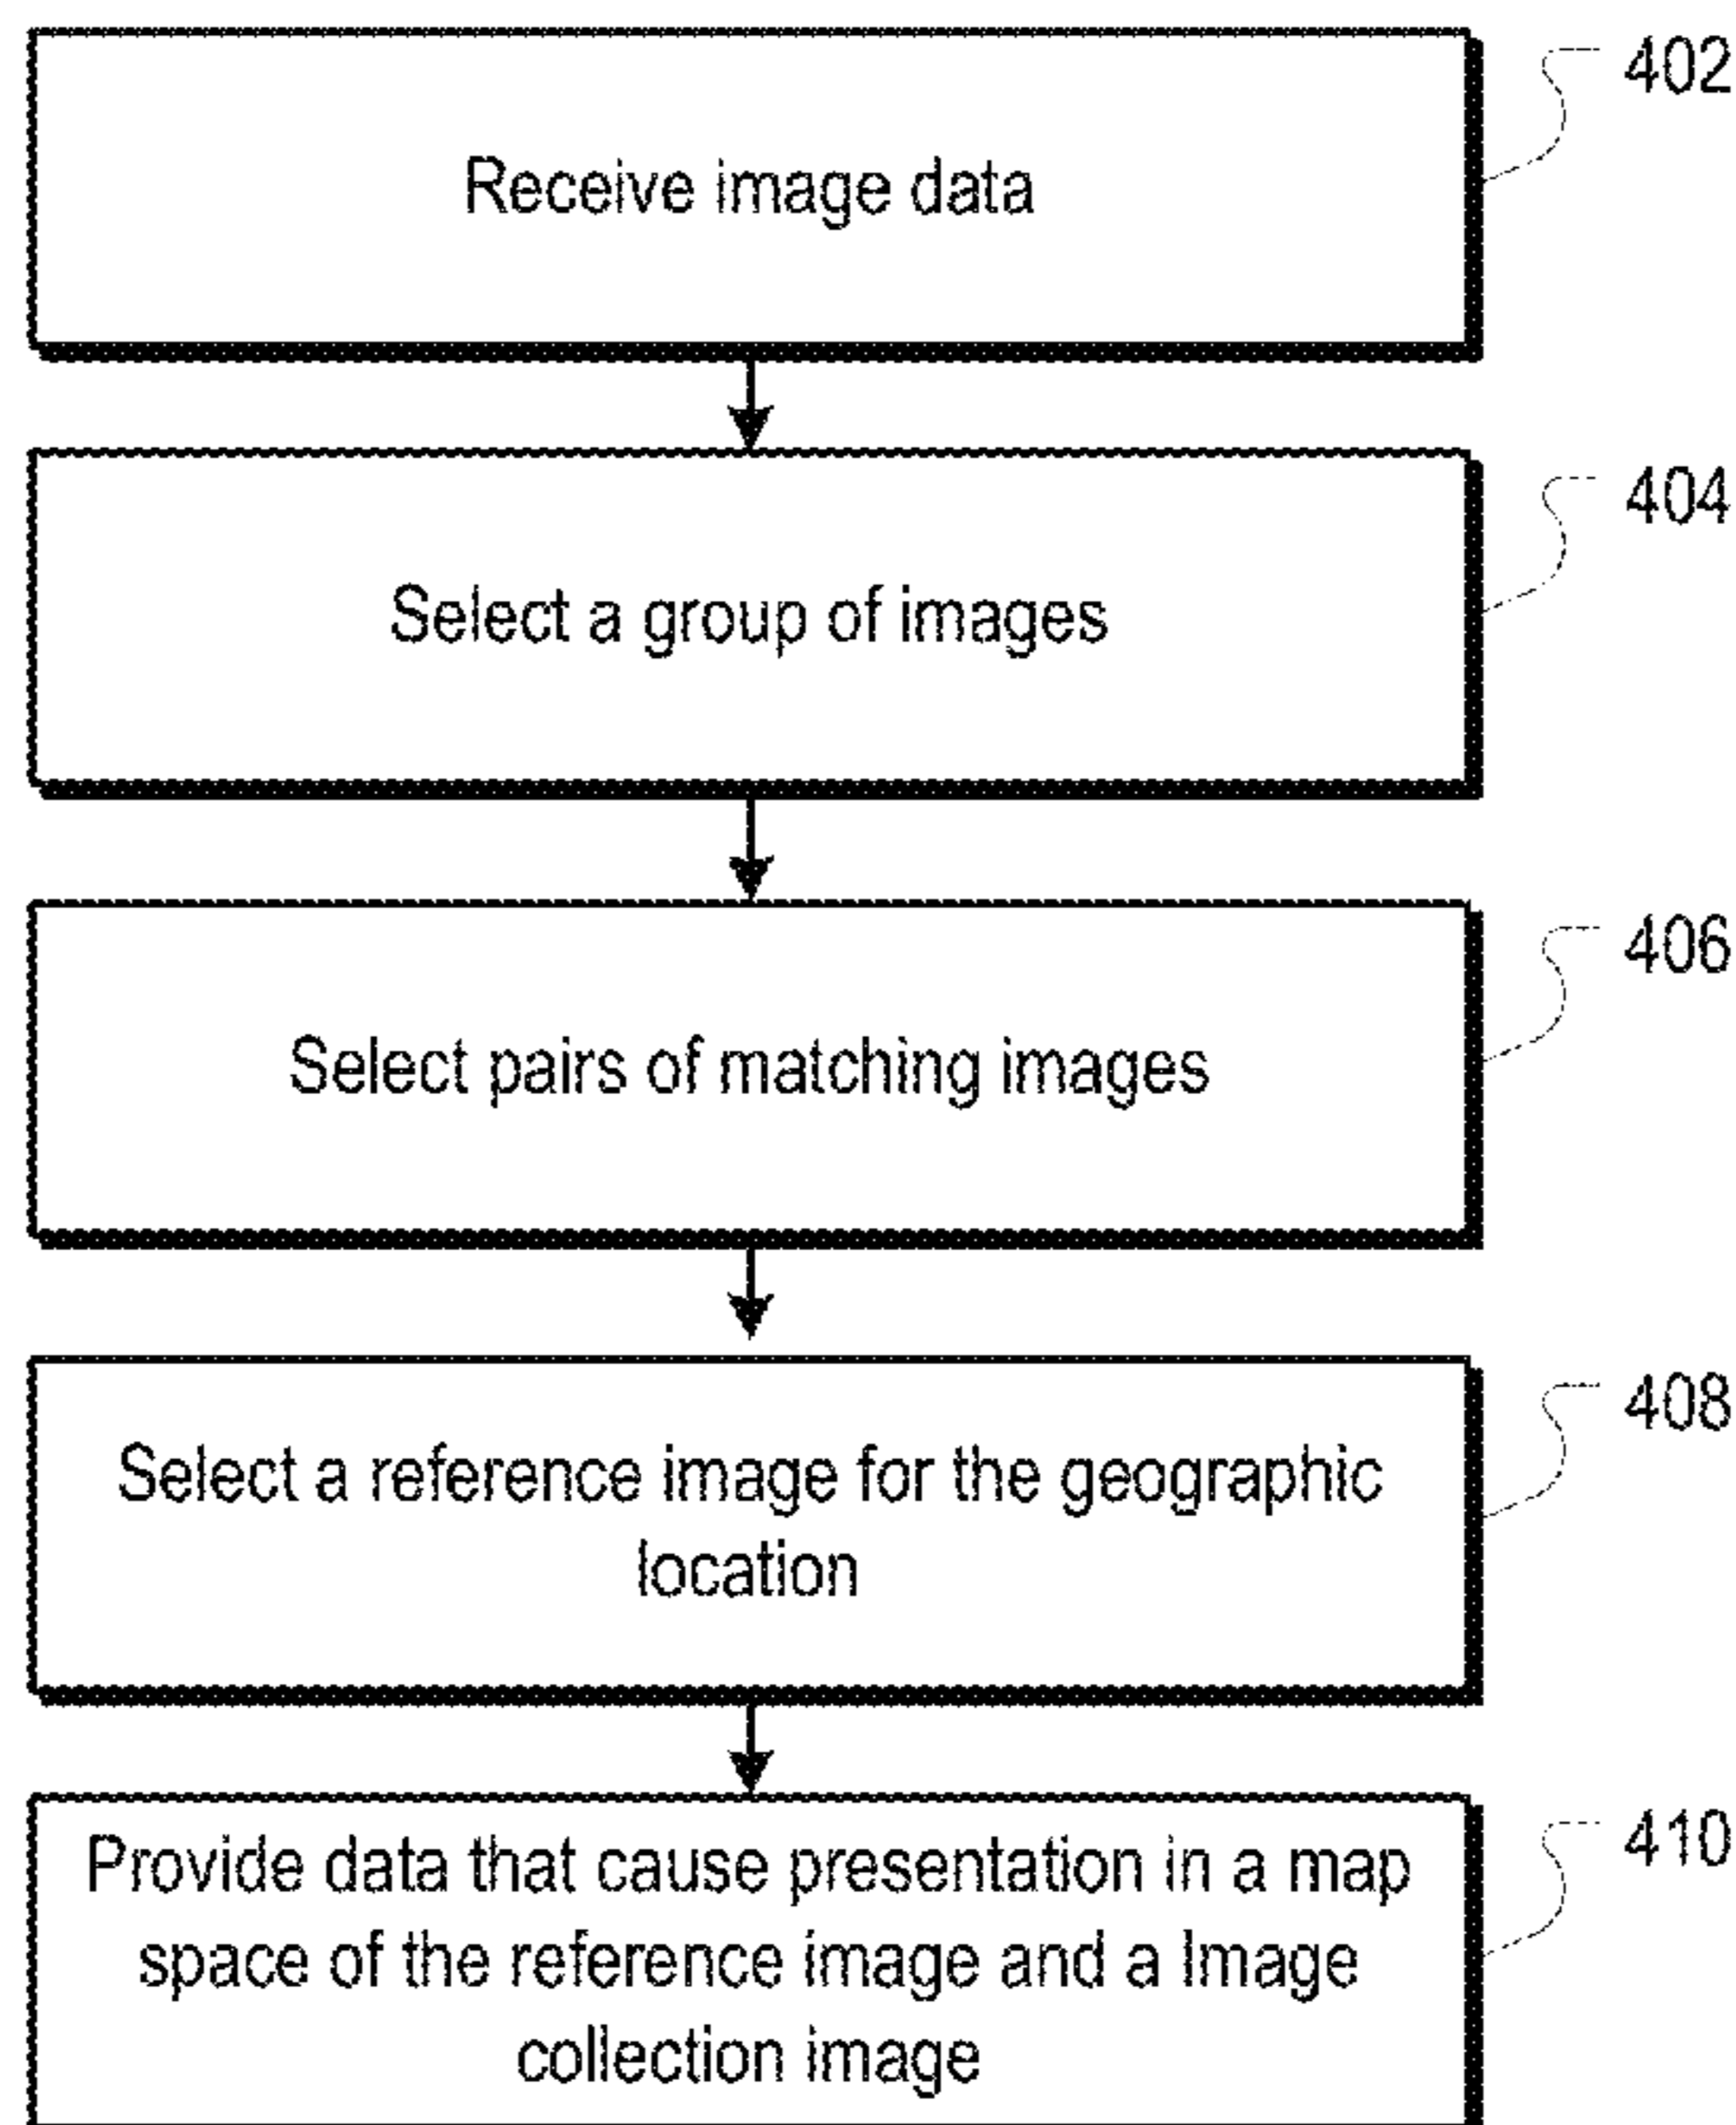 Receive image data
402
Select a group of images
404
Select pairs of matching images
406
Select a reference image for the geographic
location
408
Provide data that cause presentation in a map
space of the reference image and a Image
collection image
410